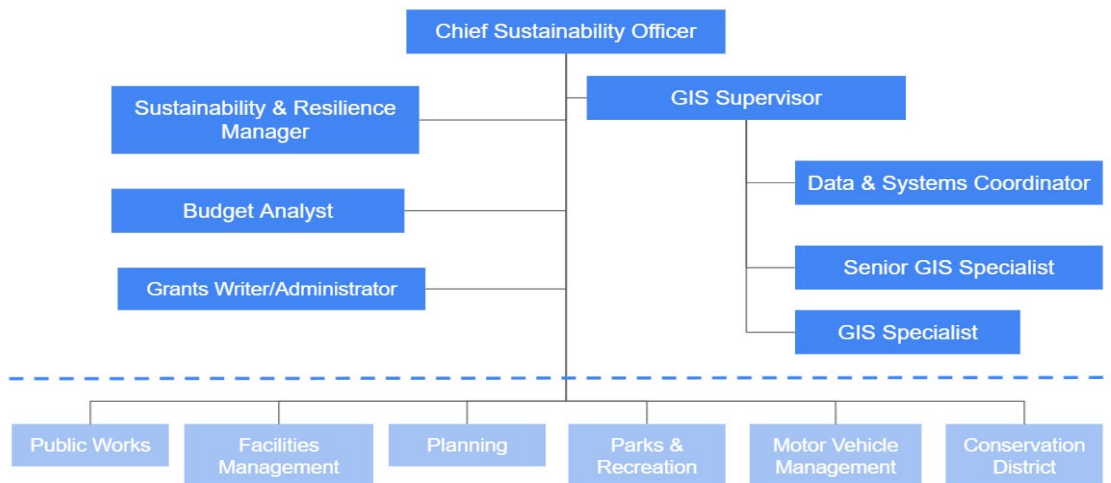 Chief Sustainability Officer
Sustainability & Resilience
Manager
GIS Supervisor
Data & Systems Coordinator
Budget Analyst
Senior GIS Specialist
Grants Writer/Administrator
GIS Specialist
Public Works
Facilities
Management
Planning
Parks &
Recreation
Motor Vehicle
Management
Conservation
District